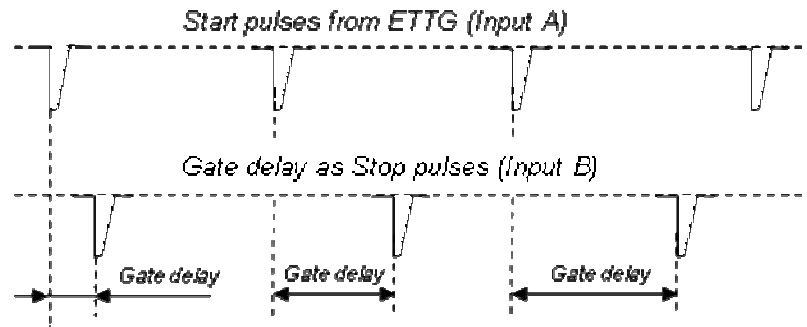 Start pulses from ETTG (Input A)
Gate delay as Stop pulses (Input B)
Gate delay
Gate delay
Gate delay